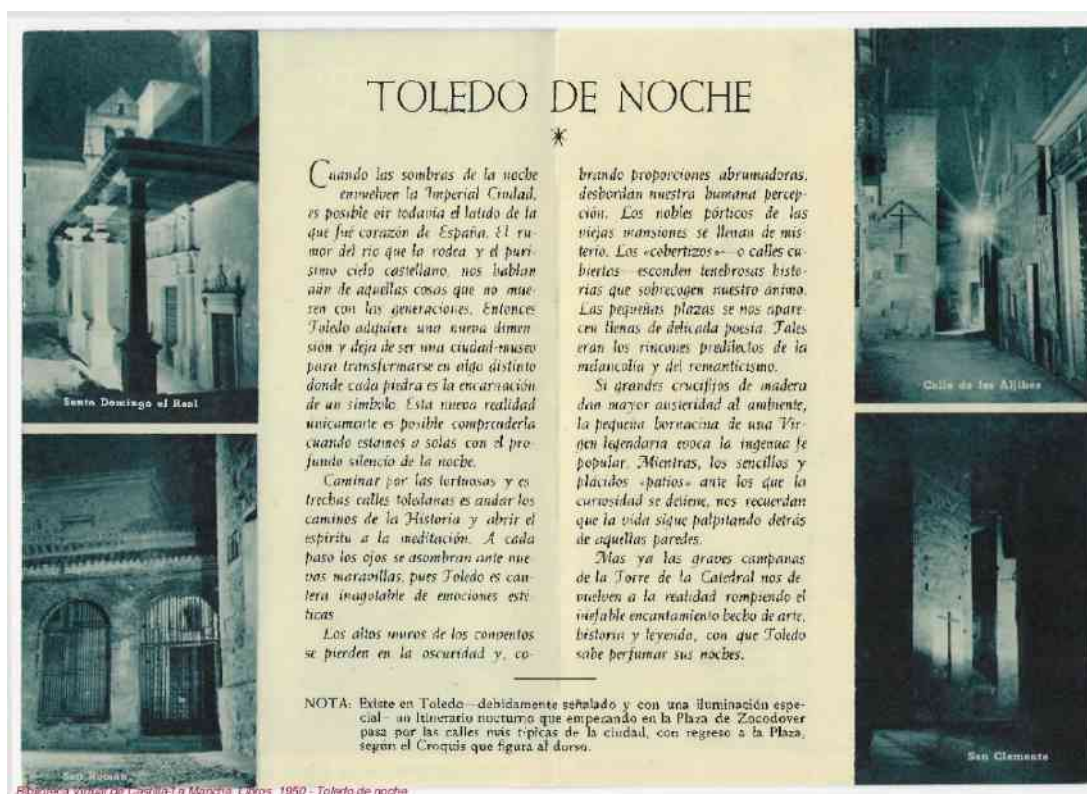 TOLEDO DE NOCHE
*
Cuando las sombras de la noche
envuelven la Imperial Ciudad,
es posible oir todavía el latido de la
que fué corazón de España. El ru-
mor del río que la rodea y el purí-
simo cielo castellano, nos hablan
aún de aquellas cosas que no mue-
ren con las generaciones. Entonces
Toledo adquiere una nueva dimen-
sión y deja de ser una ciudad-museo
para transformarse en algo distinto
donde cada piedra es la encarnación
de un símbolo. Esta nueva realidad
unicamente es posible comprenderla
cuando estamos a solas con el pro-
fundo silencio de la noche.
Caminar por las tortuosas y es-
trechas calles toledanas es andar los
caminos de la Historia y abrir el
espíritu a la meditación. A cada
paso los ojos se asombran ante nue-
vas maravillas, pues Toledo es can-
tera inagotable de emociones esté-
ticas
Los altos muros de los conventos
se pierden en la oscuridad y, co-
brando proporciones abrumadoras,
desbordan nuestra humana percep-
ción. Los nobles pórticos de las
viejas mansiones se llenan de mis-
terio. Los «cobertizos»—o calles cu-
biertos—esconden tenebrosas histo-
rias que sobrecogen nuestro ánimo.
Las pequeñas plazas se nos apare-
cen llenas de delicada poesía. Tales
eran los rincones predilectos de la
melancolía y del romanticismo.
Si grandes crucifijos de madera
dan mayor austeridad al ambiente,
la pequeña hornacina de una Vir-
gen legendaria evoca la ingenua fe
popular. Mientras, los sencillos y
plácidos «patios» ante los que la
curiosidad se detiene, nos recuerdan
que la vida sigue palpitando detrás
de aquellas paredes.
Mas ya las graves campanas
de la Torre de la Catedral nos de-
vuelven a la realidad rompiendo el
inefable encantamiento hecho de arte,
historia y leyenda, con que Toledo
sabe perfumar sus noches.
NOTA: Existe en Toledo—debidamente señalado y con una iluminación espe-
cial—un Itinerario nocturno que empezando en la Plaza de Zocodover
pasa por las calles más típicas de la ciudad, con regreso a la Plaza,
según el Croquis que figura al dorso.
Santo Domingo el Real
San Román
Calle de los Aljibes
San Clemente
Biblioteca Virtual de Castilla-La Mancha. Libros. 1950 - Toledo de noche